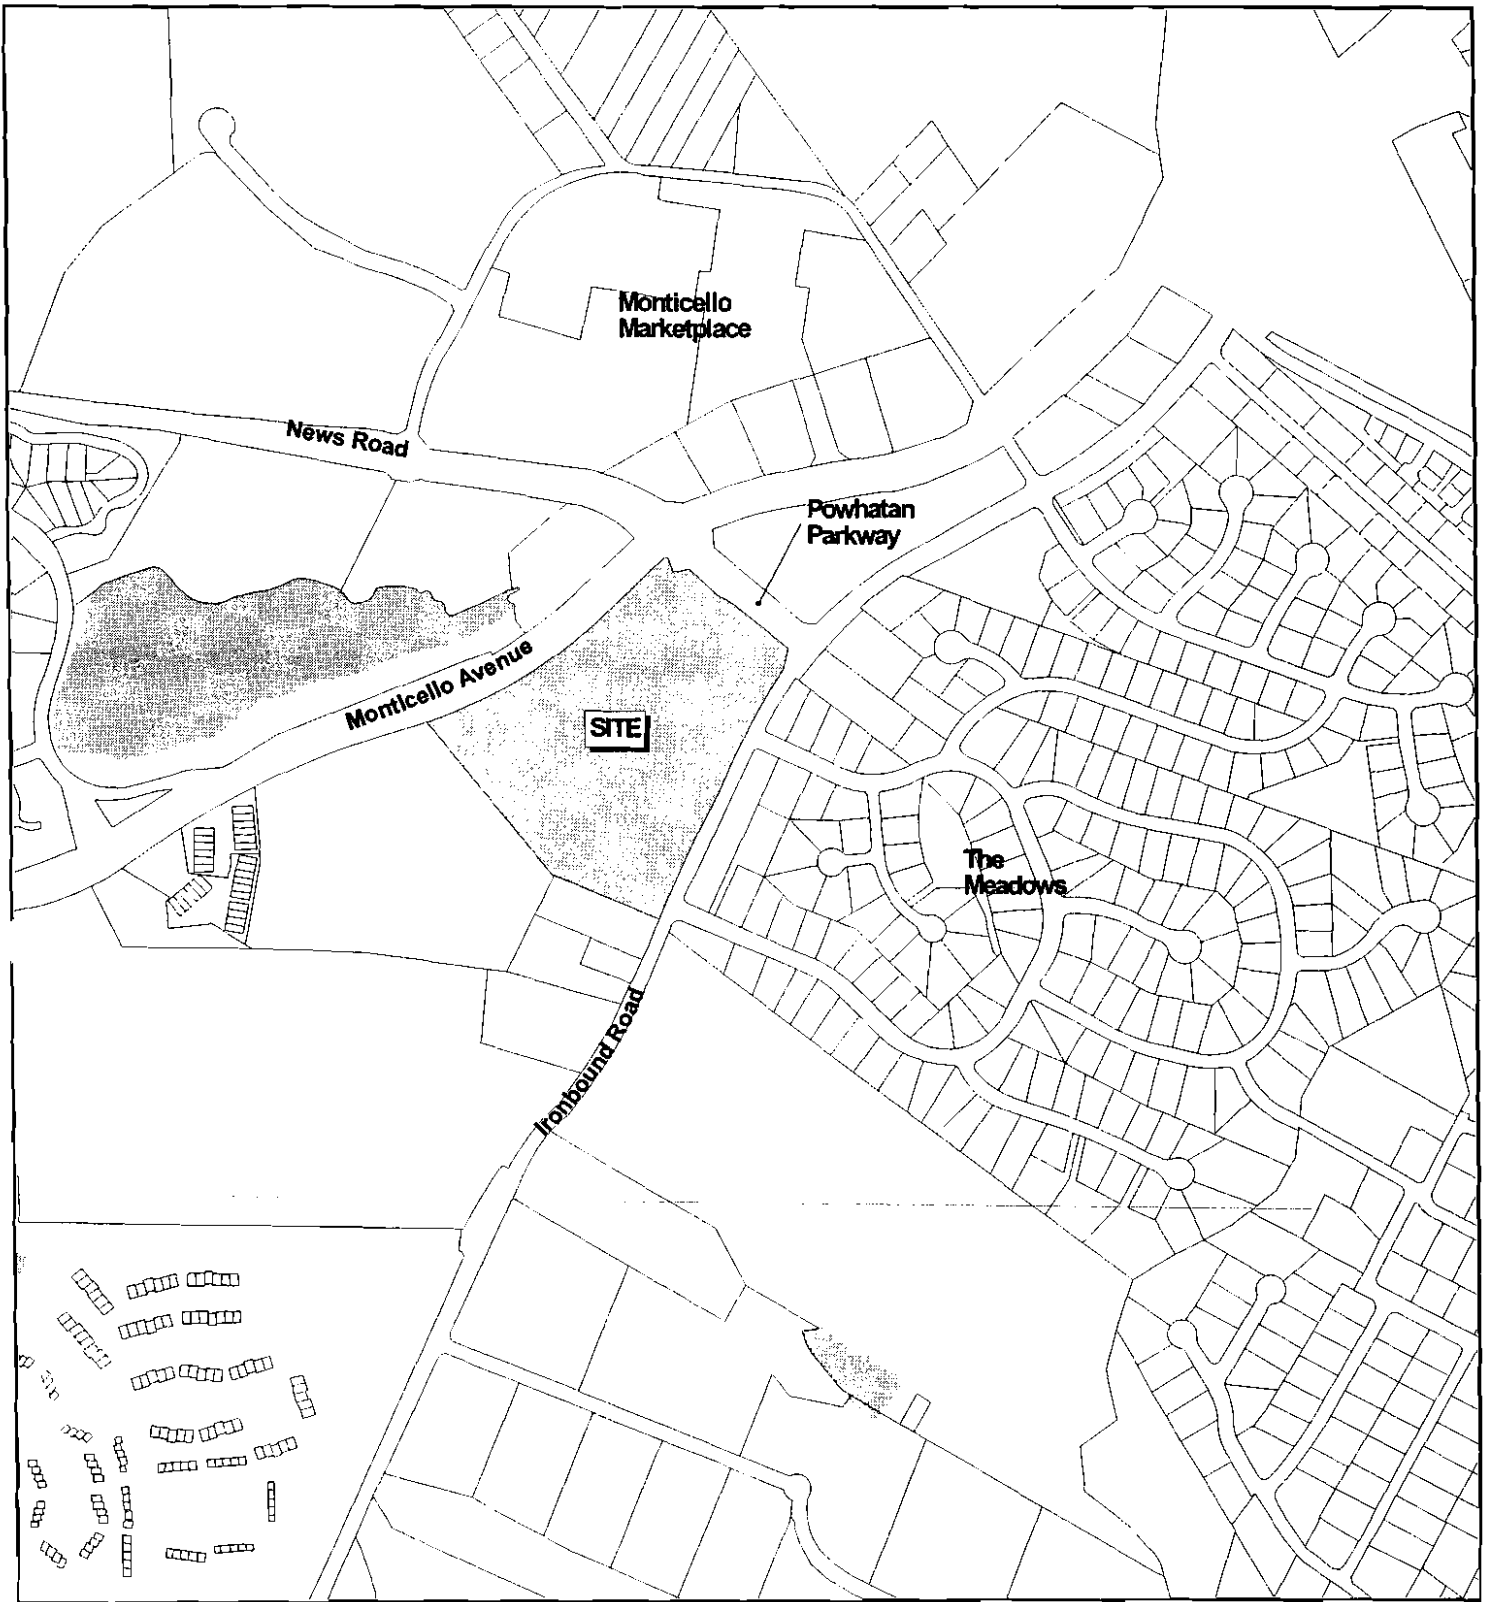 Monticello
Marketplace
News Road
Powhatan
Parkway
Monticello Avenue
SITE
The
Meadows
Ironbound Road